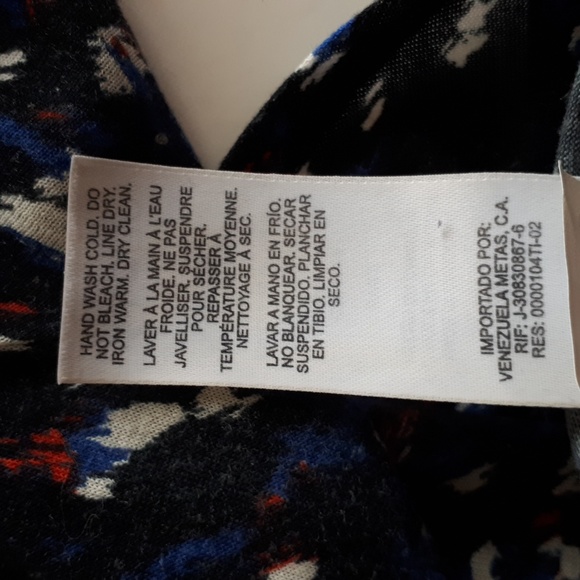 HAND WASH COLD. DO
NOT BLEACH. LINE DRY.
IRON WARM. DRY CLEAN.
LAVER À LA MAIN À L'EAU
FROIDE. NE PAS
JAVELLISER. SUSPENDRE
POUR SÉCHER.
REPASSER À
TEMPÉRATURE MOYENNE.
NETTOYAGE À SEC.
LAVAR A MANO EN FRÍO.
NO BLANQUEAR. SECAR
SUSPENDIDO. PLANCHAR
EN TIBIO. LIMPIAR EN
SECO.
IMPORTADO POR:
VENEZUELA METAS, C.A.
RIF: J-30830867-6
RES: 0000104TI-02